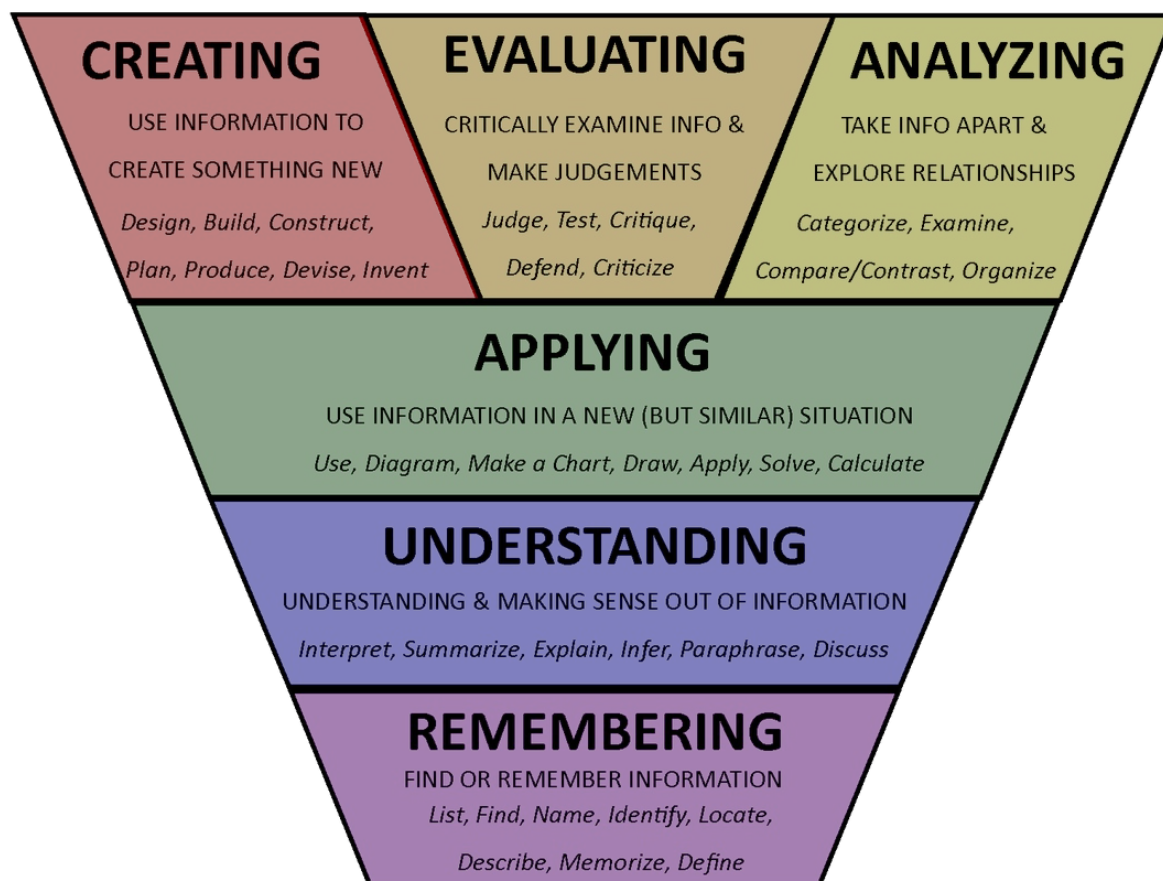 CREATING
USE INFORMATION TO
CREATE SOMETHING NEW
Design, Build, Construct,
Plan, Produce, Devise, Invent
EVALUATING
CRITICALLY EXAMINE INFO &
MAKE JUDGEMENTS
Judge, Test, Critique,
Defend, Criticize
ANALYZING
TAKE INFO APART &
EXPLORE RELATIONSHIPS
Categorize, Examine,
Compare/Contrast, Organize
APPLYING
USE INFORMATION IN A NEW (BUT SIMILAR) SITUATION
Use, Diagram, Make a Chart, Draw, Apply, Solve, Calculate
UNDERSTANDING
UNDERSTANDING & MAKING SENSE OUT OF INFORMATION
Interpret, Summarize, Explain, Infer, Paraphrase, Discuss
REMEMBERING
FIND OR REMEMBER INFORMATION
List, Find, Name, Identify, Locate,
Describe, Memorize, Define